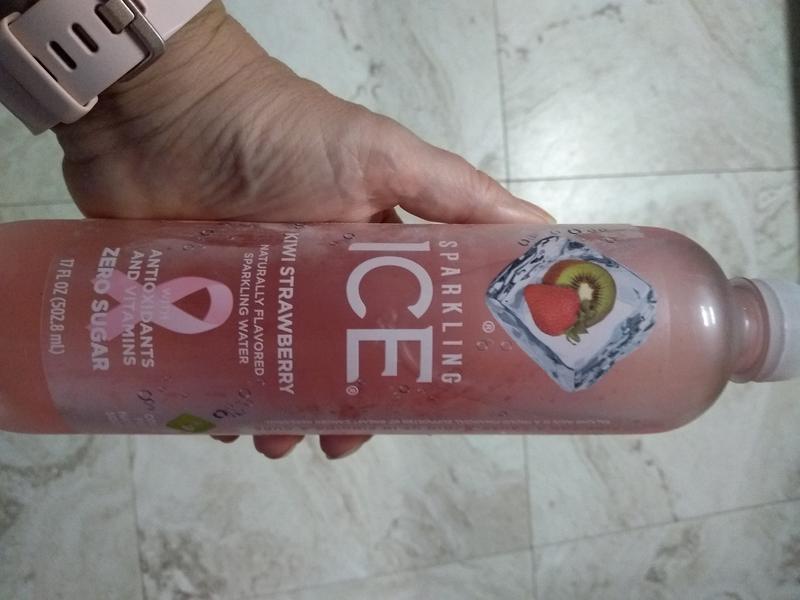 SPARKLING
ICE®
®
KIWI STRAWBERRY
NATURALLY FLAVORED
SPARKLING WATER
WITH
ANTIOXIDANTS
AND VITAMINS
ZERO SUGAR
17 FL OZ (502.8 mL)